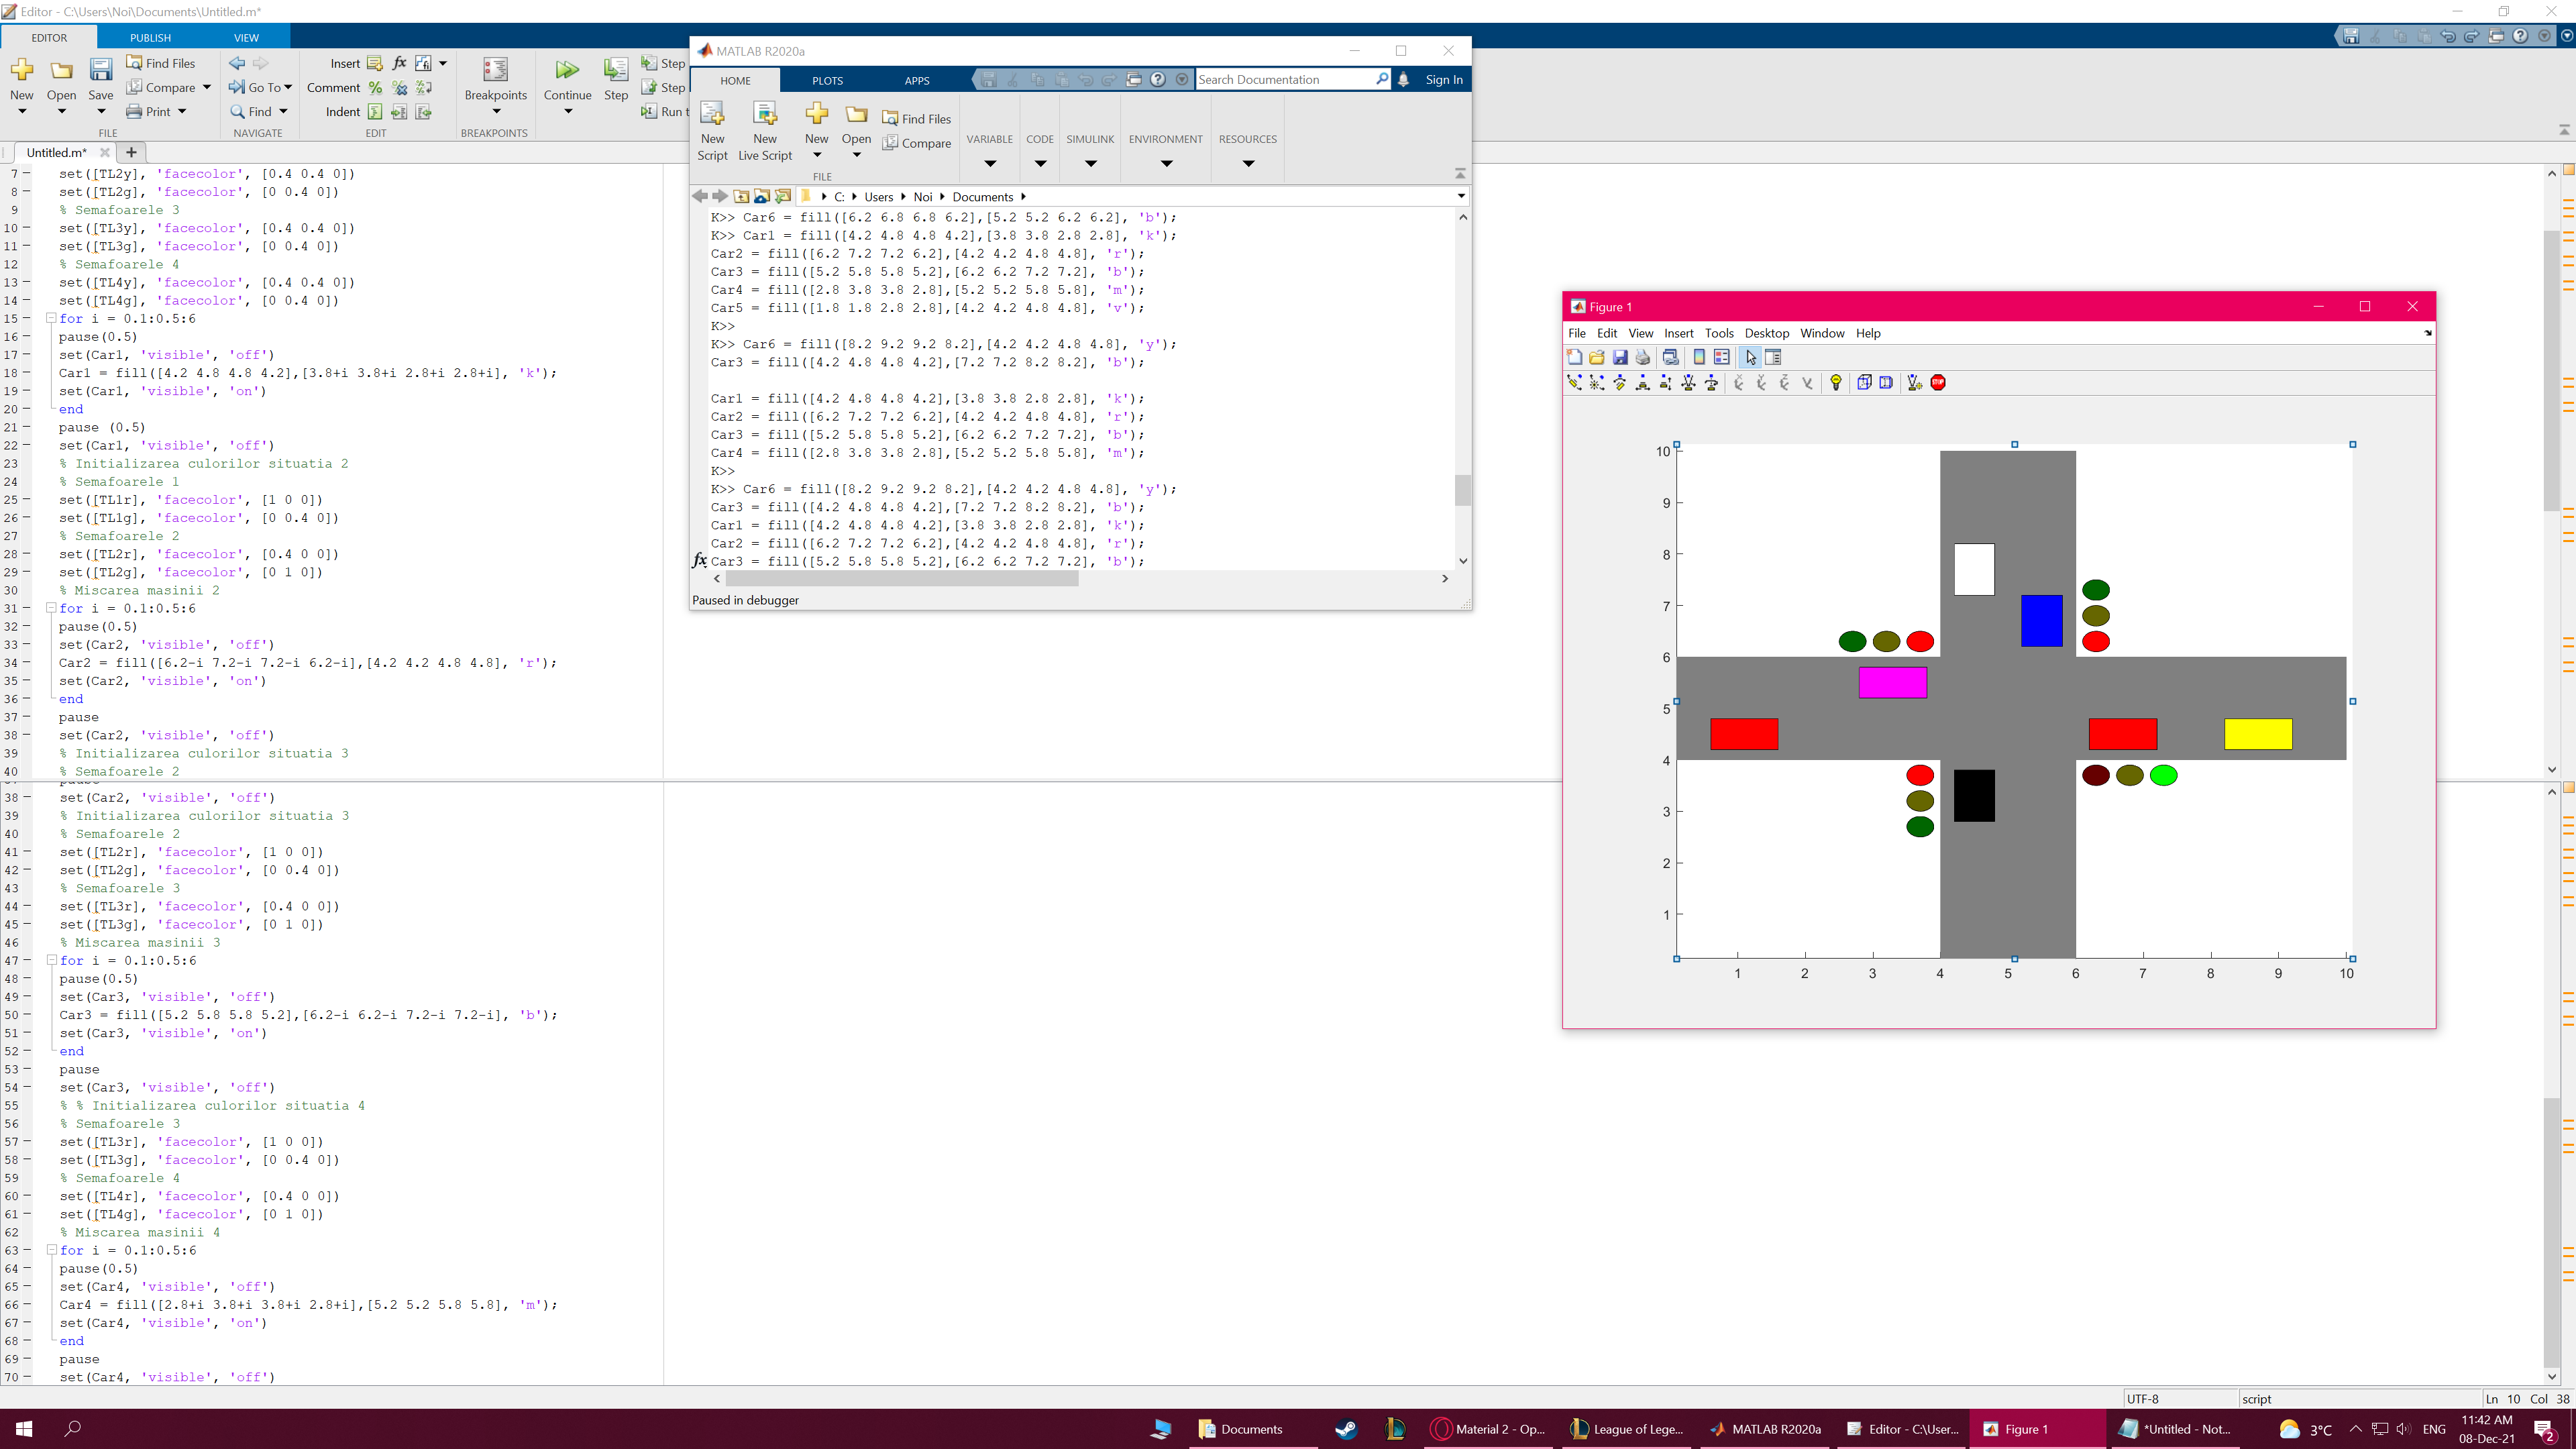 Editor - C:\Users\Noi\Documents\Untitled.m*
EDITOR PUBLISH VIEW
New Open Save Find Files Compare Print
Go To Find
Insert Comment Indent
Breakpoints Continue Step Step Step Run t
FILE NAVIGATE EDIT BREAKPOINTS
Untitled.m*
7 set([TL2y], 'facecolor', [0.4 0.4 0])
8 set([TL2g], 'facecolor', [0 0.4 0])
9 % Semafoarele 3
10 set([TL3y], 'facecolor', [0.4 0.4 0])
11 set([TL3g], 'facecolor', [0 0.4 0])
12 % Semafoarele 4
13 set([TL4y], 'facecolor', [0.4 0.4 0])
14 set([TL4g], 'facecolor', [0 0.4 0])
15 for i = 0.1:0.5:6
16 pause(0.5)
17 set(Car1, 'visible', 'off')
18 Car1 = fill([4.2 4.8 4.8 4.2],[3.8+i 3.8+i 2.8+i 2.8+i], 'k');
19 set(Car1, 'visible', 'on')
20 end
21 pause (0.5)
22 set(Car1, 'visible', 'off')
23 % Initializarea culorilor situatia 2
24 % Semafoarele 1
25 set([TL1r], 'facecolor', [1 0 0])
26 set([TL1g], 'facecolor', [0 0.4 0])
27 % Semafoarele 2
28 set([TL2r], 'facecolor', [0.4 0 0])
29 set([TL2g], 'facecolor', [0 1 0])
30 % Miscarea masinii 2
31 for i = 0.1:0.5:6
32 pause(0.5)
33 set(Car2, 'visible', 'off')
34 Car2 = fill([6.2-i 7.2-i 7.2-i 6.2-i],[4.2 4.2 4.8 4.8], 'r');
35 set(Car2, 'visible', 'on')
36 end
37 pause
38 set(Car2, 'visible', 'off')
39 % Initializarea culorilor situatia 3
40 % Semafoarele 2
38 set(Car2, 'visible', 'off')
39 % Initializarea culorilor situatia 3
40 % Semafoarele 2
41 set([TL2r], 'facecolor', [1 0 0])
42 set([TL2g], 'facecolor', [0 0.4 0])
43 % Semafoarele 3
44 set([TL3r], 'facecolor', [0.4 0 0])
45 set([TL3g], 'facecolor', [0 1 0])
46 % Miscarea masinii 3
47 for i = 0.1:0.5:6
48 pause(0.5)
49 set(Car3, 'visible', 'off')
50 Car3 = fill([5.2 5.8 5.8 5.2],[6.2-i 6.2-i 7.2-i 7.2-i], 'b');
51 set(Car3, 'visible', 'on')
52 end
53 pause
54 set(Car3, 'visible', 'off')
55 % % Initializarea culorilor situatia 4
56 % Semafoarele 3
57 set([TL3r], 'facecolor', [1 0 0])
58 set([TL3g], 'facecolor', [0 0.4 0])
59 % Semafoarele 4
60 set([TL4r], 'facecolor', [0.4 0 0])
61 set([TL4g], 'facecolor', [0 1 0])
62 % Miscarea masinii 4
63 for i = 0.1:0.5:6
64 pause(0.5)
65 set(Car4, 'visible', 'off')
66 Car4 = fill([2.8+i 3.8+i 3.8+i 2.8+i],[5.2 5.2 5.8 5.8], 'm');
67 set(Car4, 'visible', 'on')
68 end
69 pause
70 set(Car4, 'visible', 'off')
MATLAB R2020a
HOME PLOTS APPS Search Documentation Sign In
New Script New Live Script New Open Find Files Compare
VARIABLE CODE SIMULINK ENVIRONMENT RESOURCES
FILE
C: Users Noi Documents
K>> Car6 = fill([6.2 6.8 6.8 6.2],[5.2 5.2 6.2 6.2], 'b');
K>> Car1 = fill([4.2 4.8 4.8 4.2],[3.8 3.8 2.8 2.8], 'k');
Car2 = fill([6.2 7.2 7.2 6.2],[4.2 4.2 4.8 4.8], 'r');
Car3 = fill([5.2 5.8 5.8 5.2],[6.2 6.2 7.2 7.2], 'b');
Car4 = fill([2.8 3.8 3.8 2.8],[5.2 5.2 5.8 5.8], 'm');
Car5 = fill([1.8 1.8 2.8 2.8],[4.2 4.2 4.8 4.8], 'v');
K>>
K>> Car6 = fill([8.2 9.2 9.2 8.2],[4.2 4.2 4.8 4.8], 'y');
Car3 = fill([4.2 4.8 4.8 4.2],[7.2 7.2 8.2 8.2], 'b');
Car1 = fill([4.2 4.8 4.8 4.2],[3.8 3.8 2.8 2.8], 'k');
Car2 = fill([6.2 7.2 7.2 6.2],[4.2 4.2 4.8 4.8], 'r');
Car3 = fill([5.2 5.8 5.8 5.2],[6.2 6.2 7.2 7.2], 'b');
Car4 = fill([2.8 3.8 3.8 2.8],[5.2 5.2 5.8 5.8], 'm');
K>>
K>> Car6 = fill([8.2 9.2 9.2 8.2],[4.2 4.2 4.8 4.8], 'y');
Car3 = fill([4.2 4.8 4.8 4.2],[7.2 7.2 8.2 8.2], 'b');
Car1 = fill([4.2 4.8 4.8 4.2],[3.8 3.8 2.8 2.8], 'k');
Car2 = fill([6.2 7.2 7.2 6.2],[4.2 4.2 4.8 4.8], 'r');
fx Car3 = fill([5.2 5.8 5.8 5.2],[6.2 6.2 7.2 7.2], 'b');
Paused in debugger
Figure 1
File Edit View Insert Tools Desktop Window Help
10
9
8
7
6
5
4
3
2
1
1 2 3 4 5 6 7 8 9 10
UTF-8 script Ln 10 Col 38
Documents Material 2 - Op... League of Lege... MATLAB R2020a Editor - C:\User... Figure 1 *Untitled - Not... 3°C ENG
11:42 AM
08-Dec-21
2